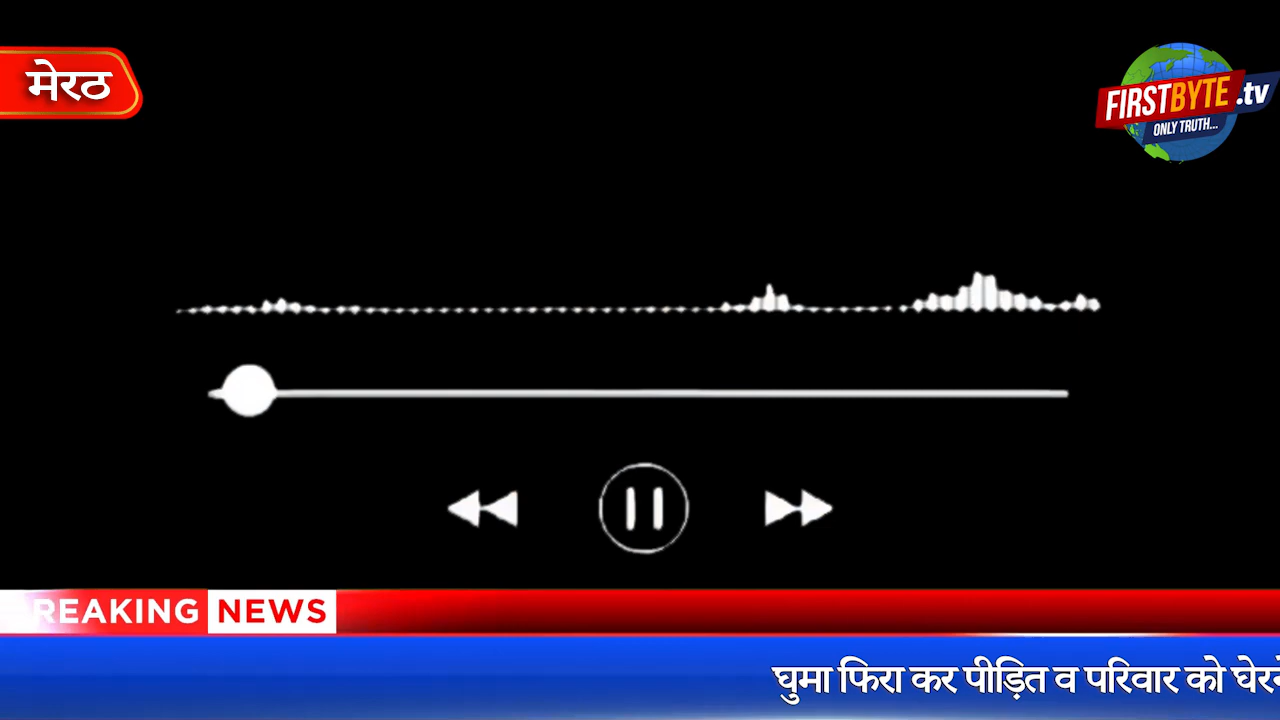 मेरठ
FIRSTBYTE.tv
ONLY TRUTH...
REAKING NEWS
घुमा फिरा कर पीड़ित व परिवार को